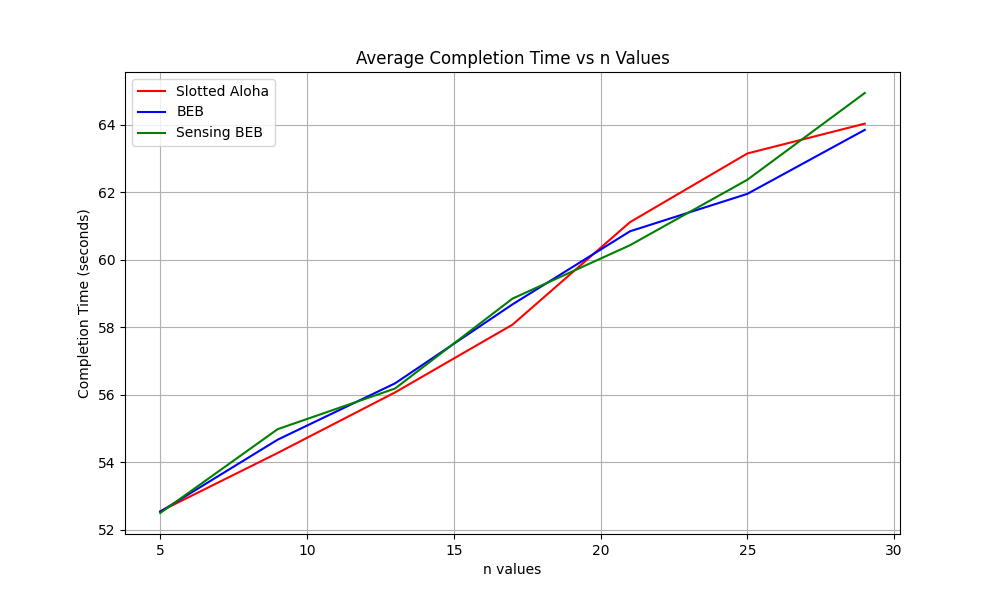 Average Completion Time vs n Values
Slotted Aloha
BEB
Sensing BEB
Completion Time (seconds)
64
62
60
58
56
54
52
5 10 15 20 25 30
n values